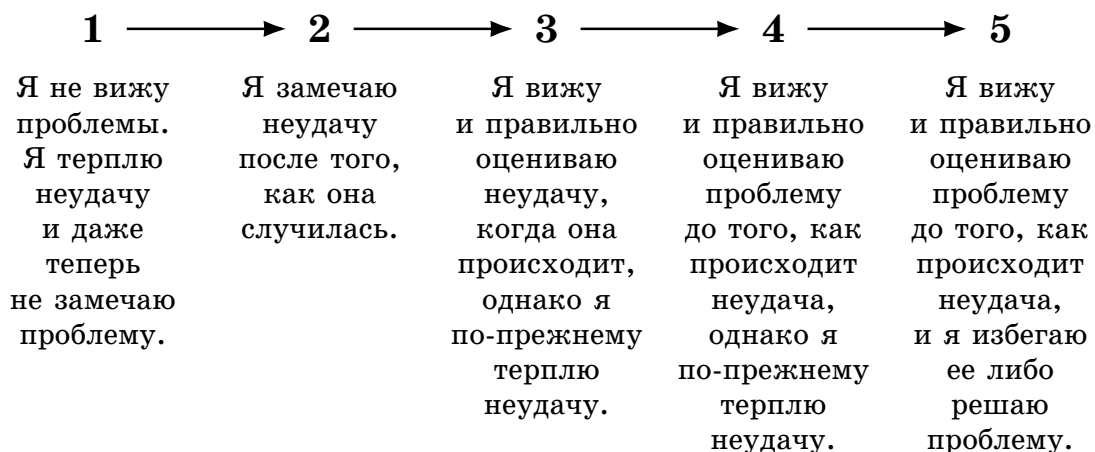 1 2 3 4 5
Я не вижу
проблемы.
Я терплю
неудачу
и даже
теперь
не замечаю
проблему.
Я замечаю
неудачу
после того,
как она
случилась.
Я вижу
и правильно
оцениваю
неудачу,
когда она
происходит,
однако я
по-прежнему
терплю
неудачу.
Я вижу
и правильно
оцениваю
проблему
до того, как
происходит
неудача,
однако я
по-прежнему
терплю
неудачу.
Я вижу
и правильно
оцениваю
проблему
до того, как
происходит
неудача,
и я избегаю
ее либо
решаю
проблему.